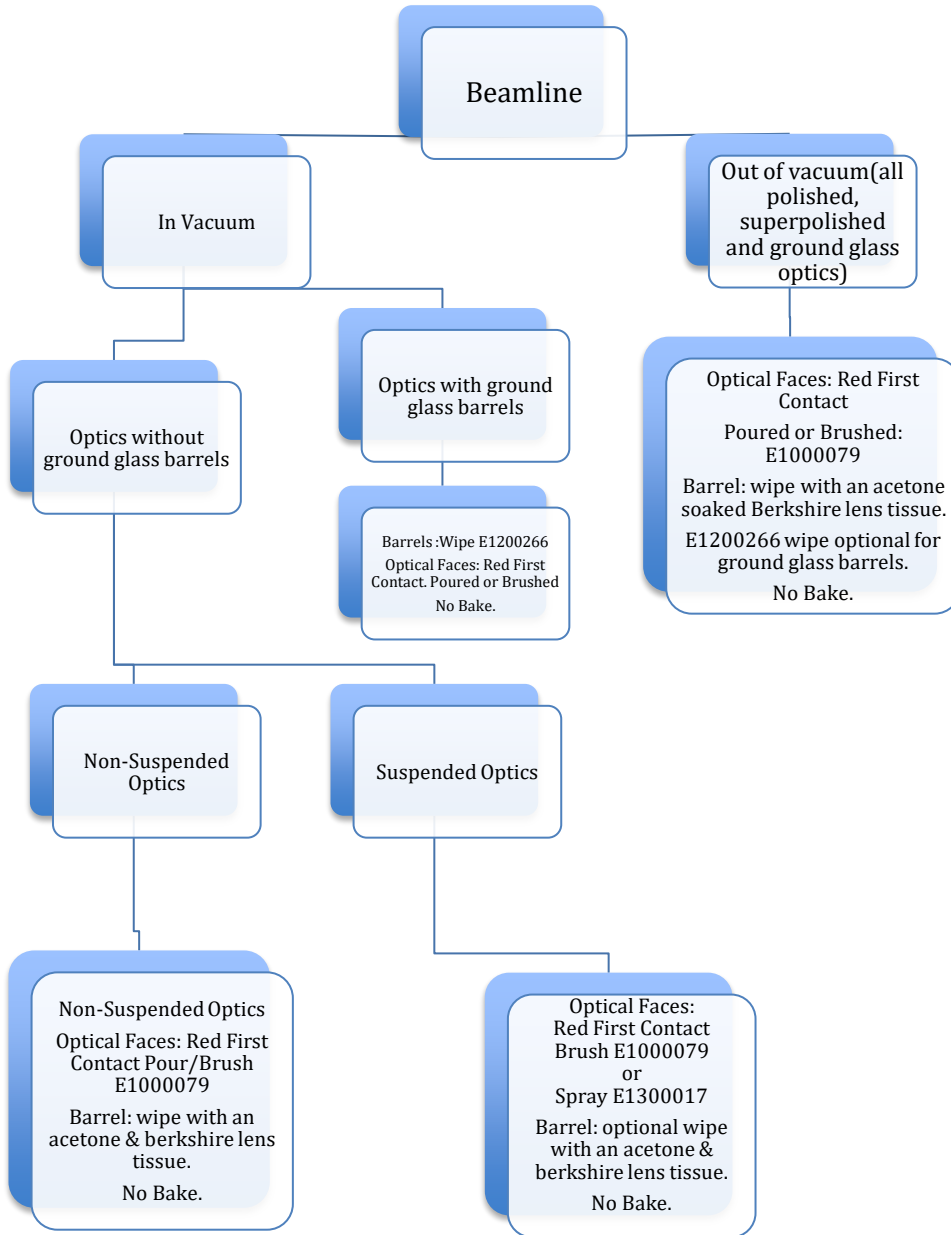 Beamline
In Vacuum
Out of vacuum(all
polished,
superpolished
and ground glass
optics)
Optics without
ground glass barrels
Optics with ground
glass barrels
Optical Faces: Red First
Contact
Poured or Brushed:
E1000079
Barrel: wipe with an acetone
soaked Berkshire lens tissue.
E1200266 wipe optional for
ground glass barrels.
No Bake.
Barrels :Wipe E1200266
Optical Faces: Red First
Contact. Poured or Brushed
No Bake.
Non-Suspended
Optics
Suspended Optics
Non-Suspended Optics
Optical Faces: Red First
Contact Pour/Brush
E1000079
Barrel: wipe with an
acetone & berkshire lens
tissue.
No Bake.
Optical Faces:
Red First Contact
Brush E1000079
or
Spray E1300017
Barrel: optional wipe
with an acetone &
berkshire lens tissue.
No Bake.